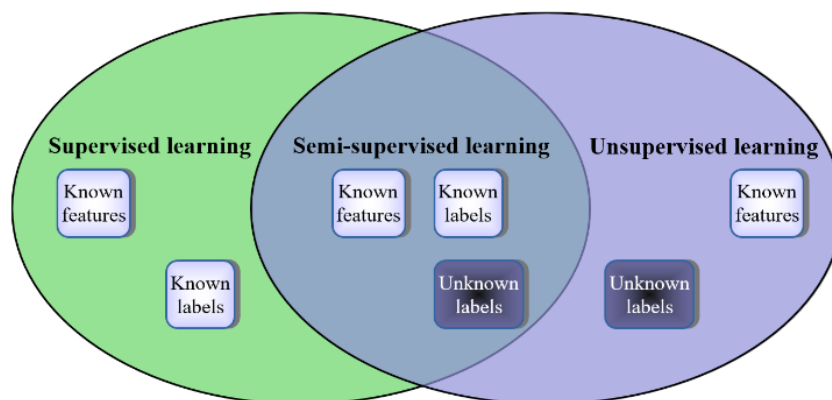 Supervised learning
Semi-supervised learning
Unsupervised learning
Known
features
Known
labels
Known
features
Known
labels
Unknown
labels
Known
features
Unknown
labels